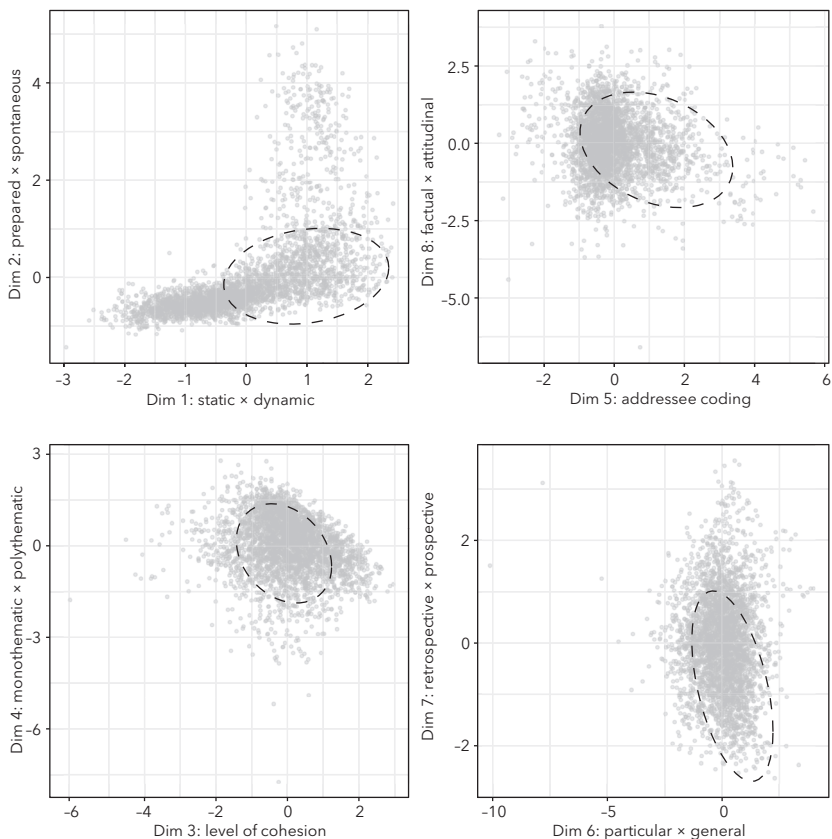 4
2
0
-3 -2 -1 0 1 2
Dim 1: static × dynamic
Dim 2: prepared × spontaneous
2.5
0.0
-2.5
-5.0
-2 0 2 4 6
Dim 5: addressee coding
Dim 8: factual × attitudinal
3
0
-3
-6
-6 -4 -2 0 2
Dim 3: level of cohesion
Dim 4: monothematic × polythematic
2
0
-2
-10 -5 0
Dim 6: particular × general
Dim 7: retrospective × prospective